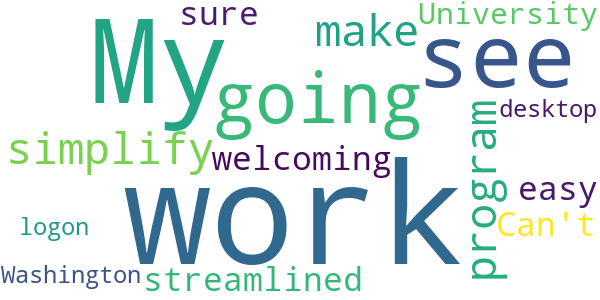 sure
University
My
make
see
going
desktop
program
simplify
welcoming
easy
work
Can't
logon
Washington
streamlined